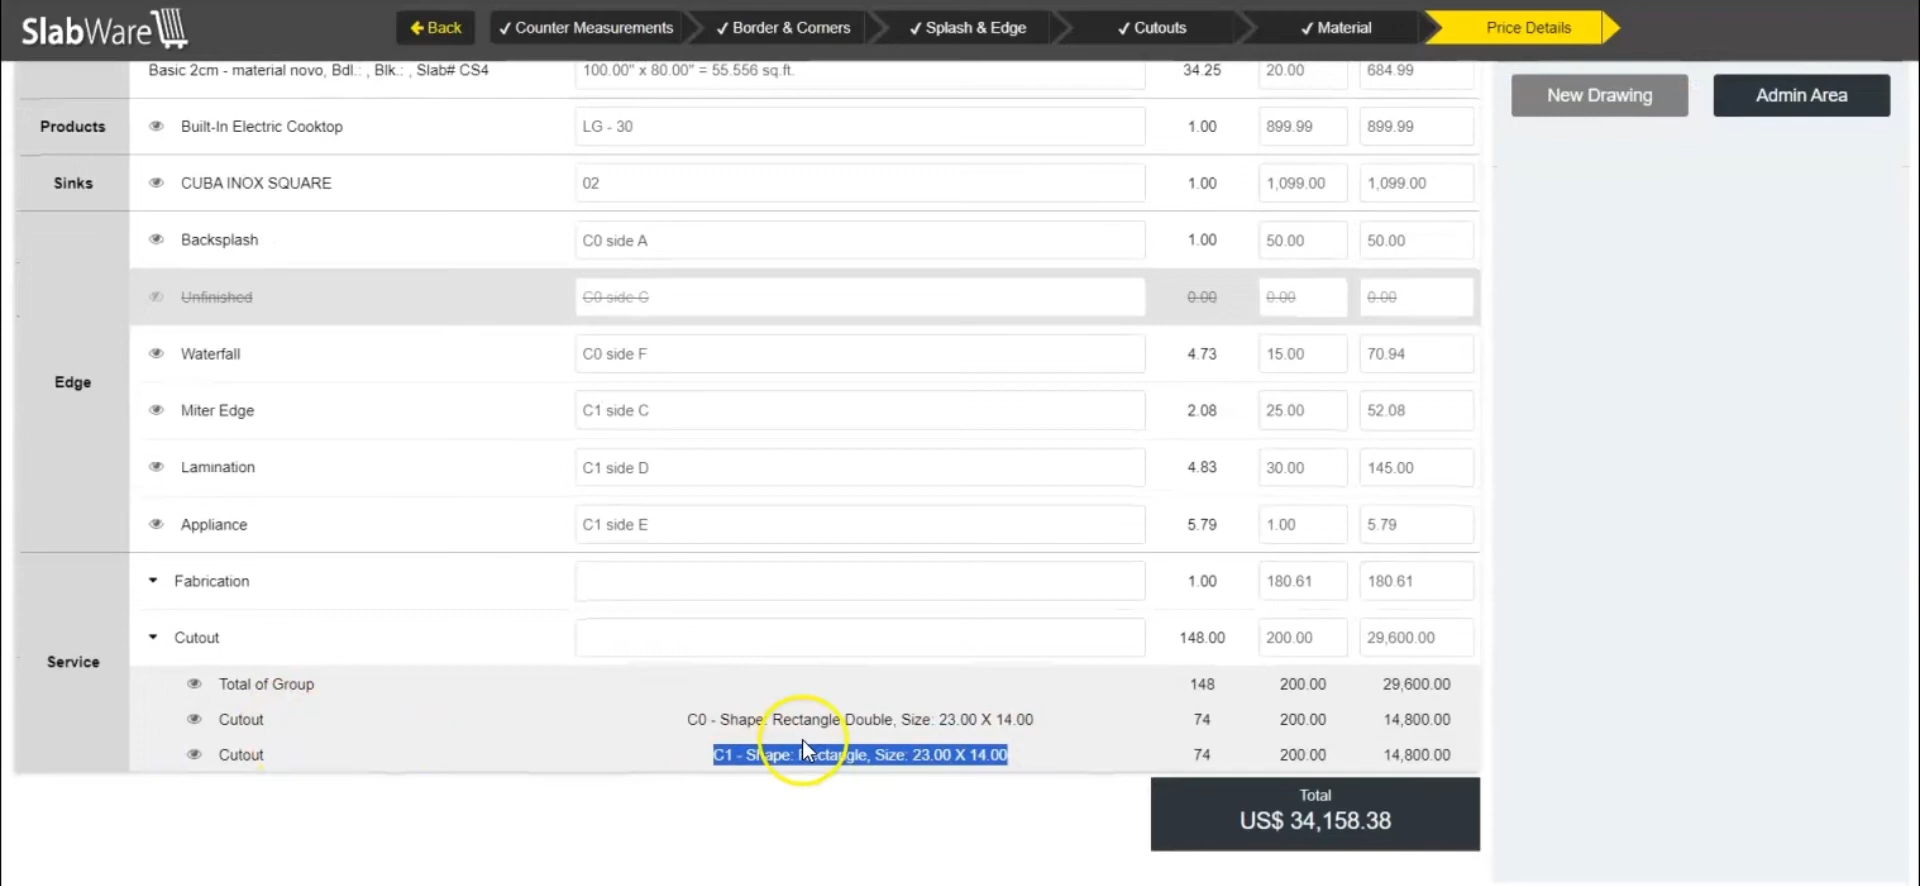 SlabWare
Back
✓ Counter Measurements
✓ Border & Corners
✓ Splash & Edge
✓ Cutouts
✓ Material
Price Details
Basic 2cm - material novo, Bdl.: , Blk.: , Slab# CS4 100.00" x 80.00" = 55.556 sq.ft. 34.25 20.00 684.99
New Drawing
Admin Area
Products Built-In Electric Cooktop LG - 30 1.00 899.99 899.99
Sinks CUBA INOX SQUARE 02 1.00 1,099.00 1,099.00
Backsplash C0 side A 1.00 50.00 50.00
Unfinished C0 side C 0.00 0.00 0.00
Waterfall C0 side F 4.73 15.00 70.94
Edge
Miter Edge C1 side C 2.08 25.00 52.08
Lamination C1 side D 4.83 30.00 145.00
Appliance C1 side E 5.79 1.00 5.79
Fabrication 1.00 180.61 180.61
Cutout 148.00 200.00 29,600.00
Service
Total of Group 148 200.00 29,600.00
Cutout C0 - Shape: Rectangle Double, Size: 23.00 X 14.00 74 200.00 14,800.00
Cutout C1 - Shape: Rectangle, Size: 23.00 X 14.00 74 200.00 14,800.00
Total
US$ 34,158.38